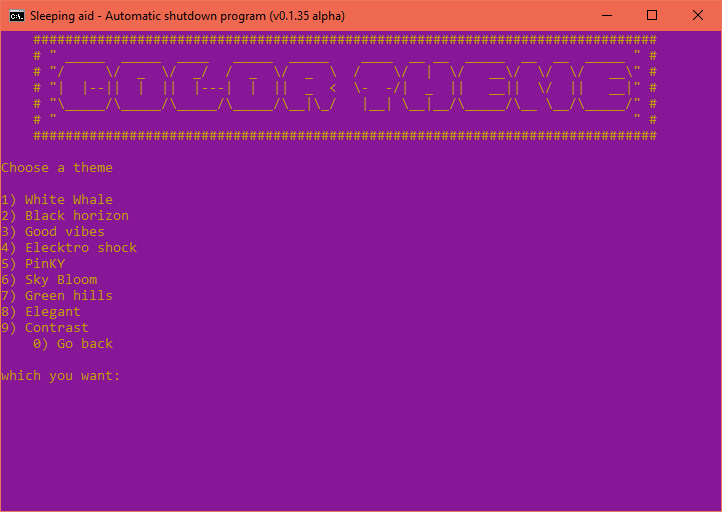 Sleeping aid - Automatic shutdown program (v0.1.35 alpha)
COLOR THEME
Choose a theme
1) White Whale
2) Black horizon
3) Good vibes
4) Elecktro shock
5) PinKY
6) Sky Bloom
7) Green hills
8) Elegant
9) Contrast
0) Go back
which you want: